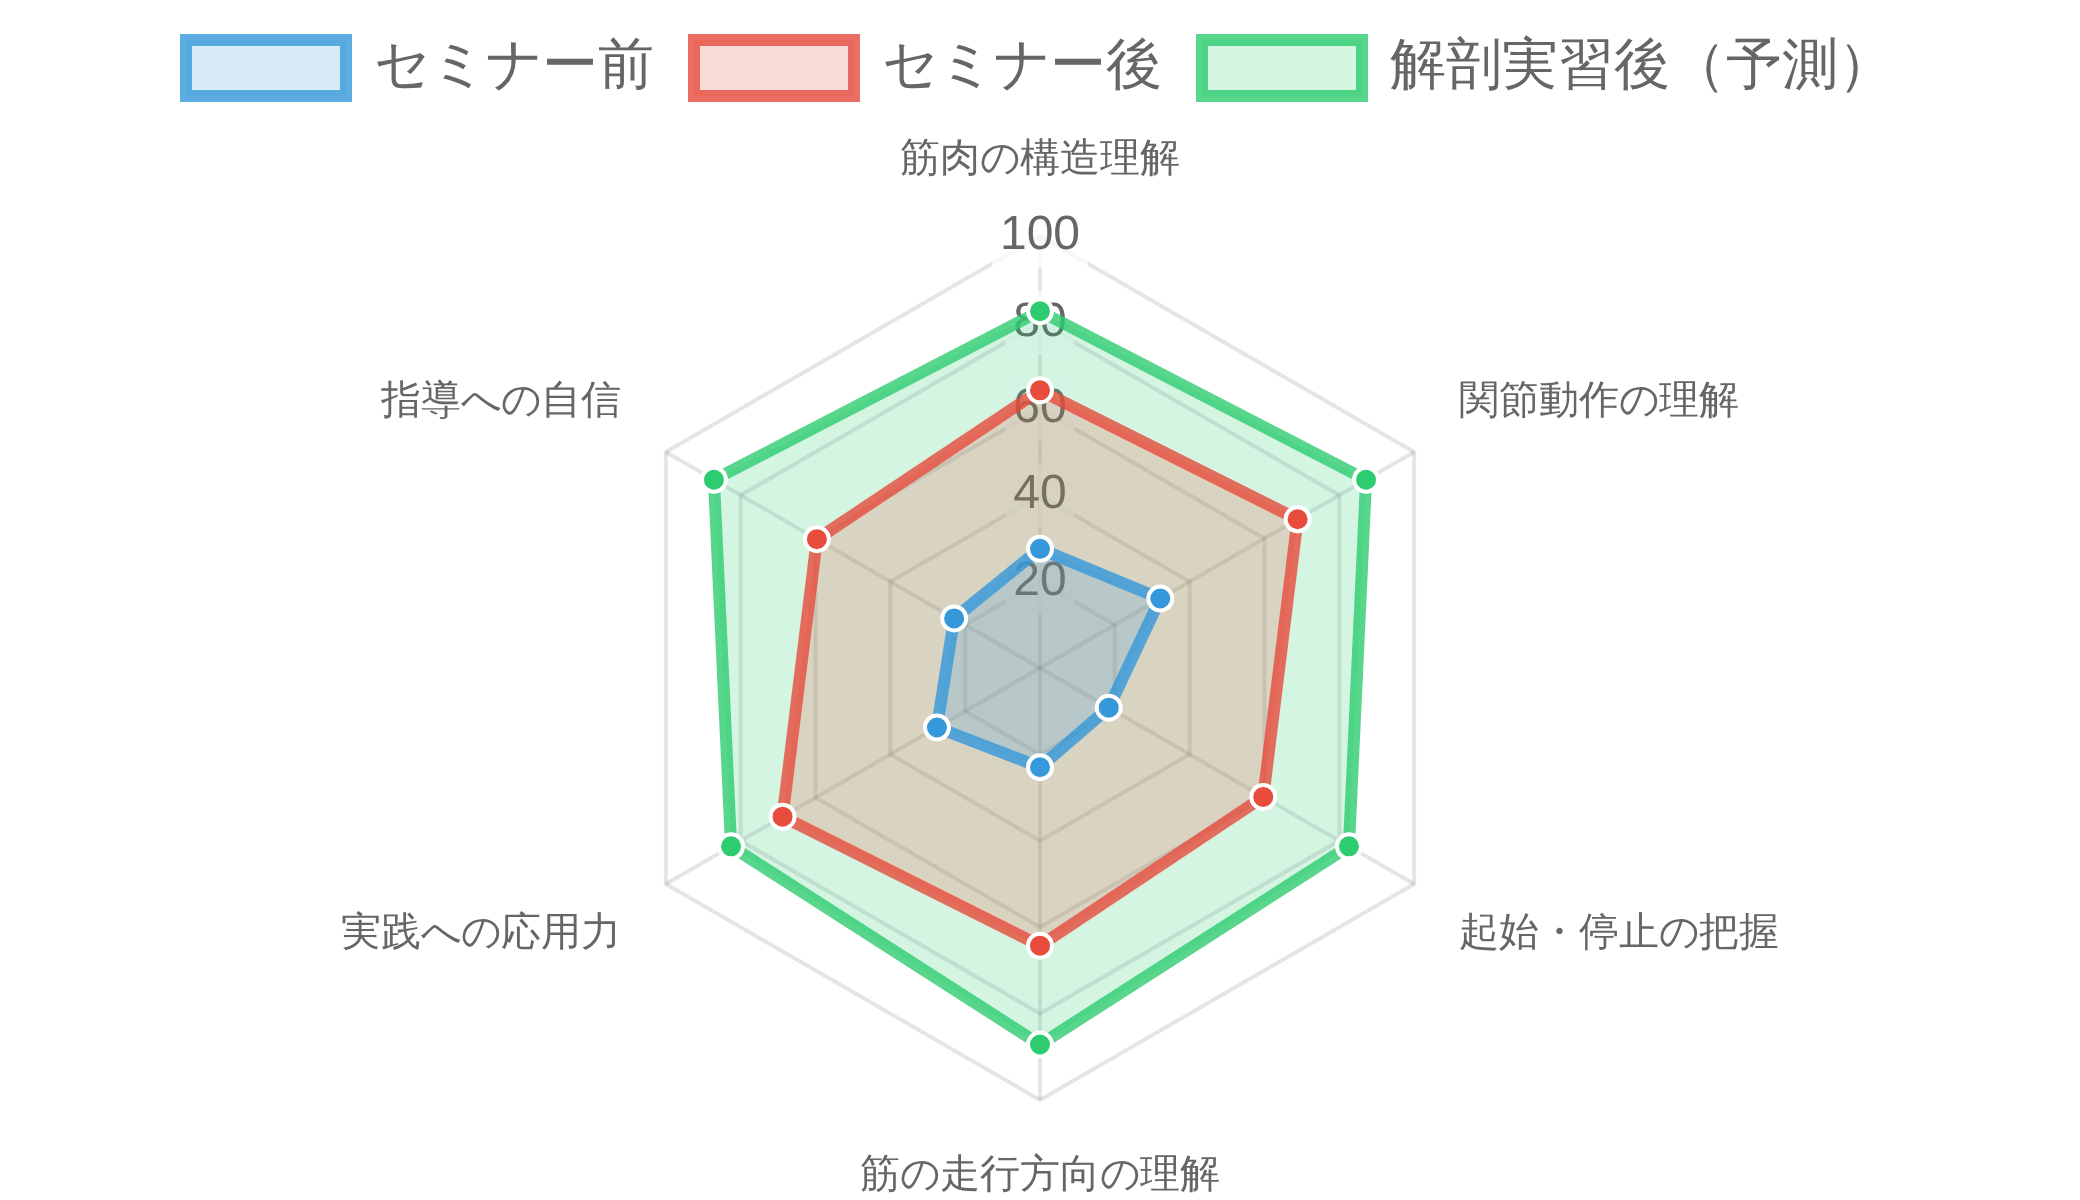 セミナー前 セミナー後 解剖実習後（予測）
筋肉の構造理解
100
80
60
40
20
指導への自信
関節動作の理解
実践への応用力
起始・停止の把握
筋の走行方向の理解